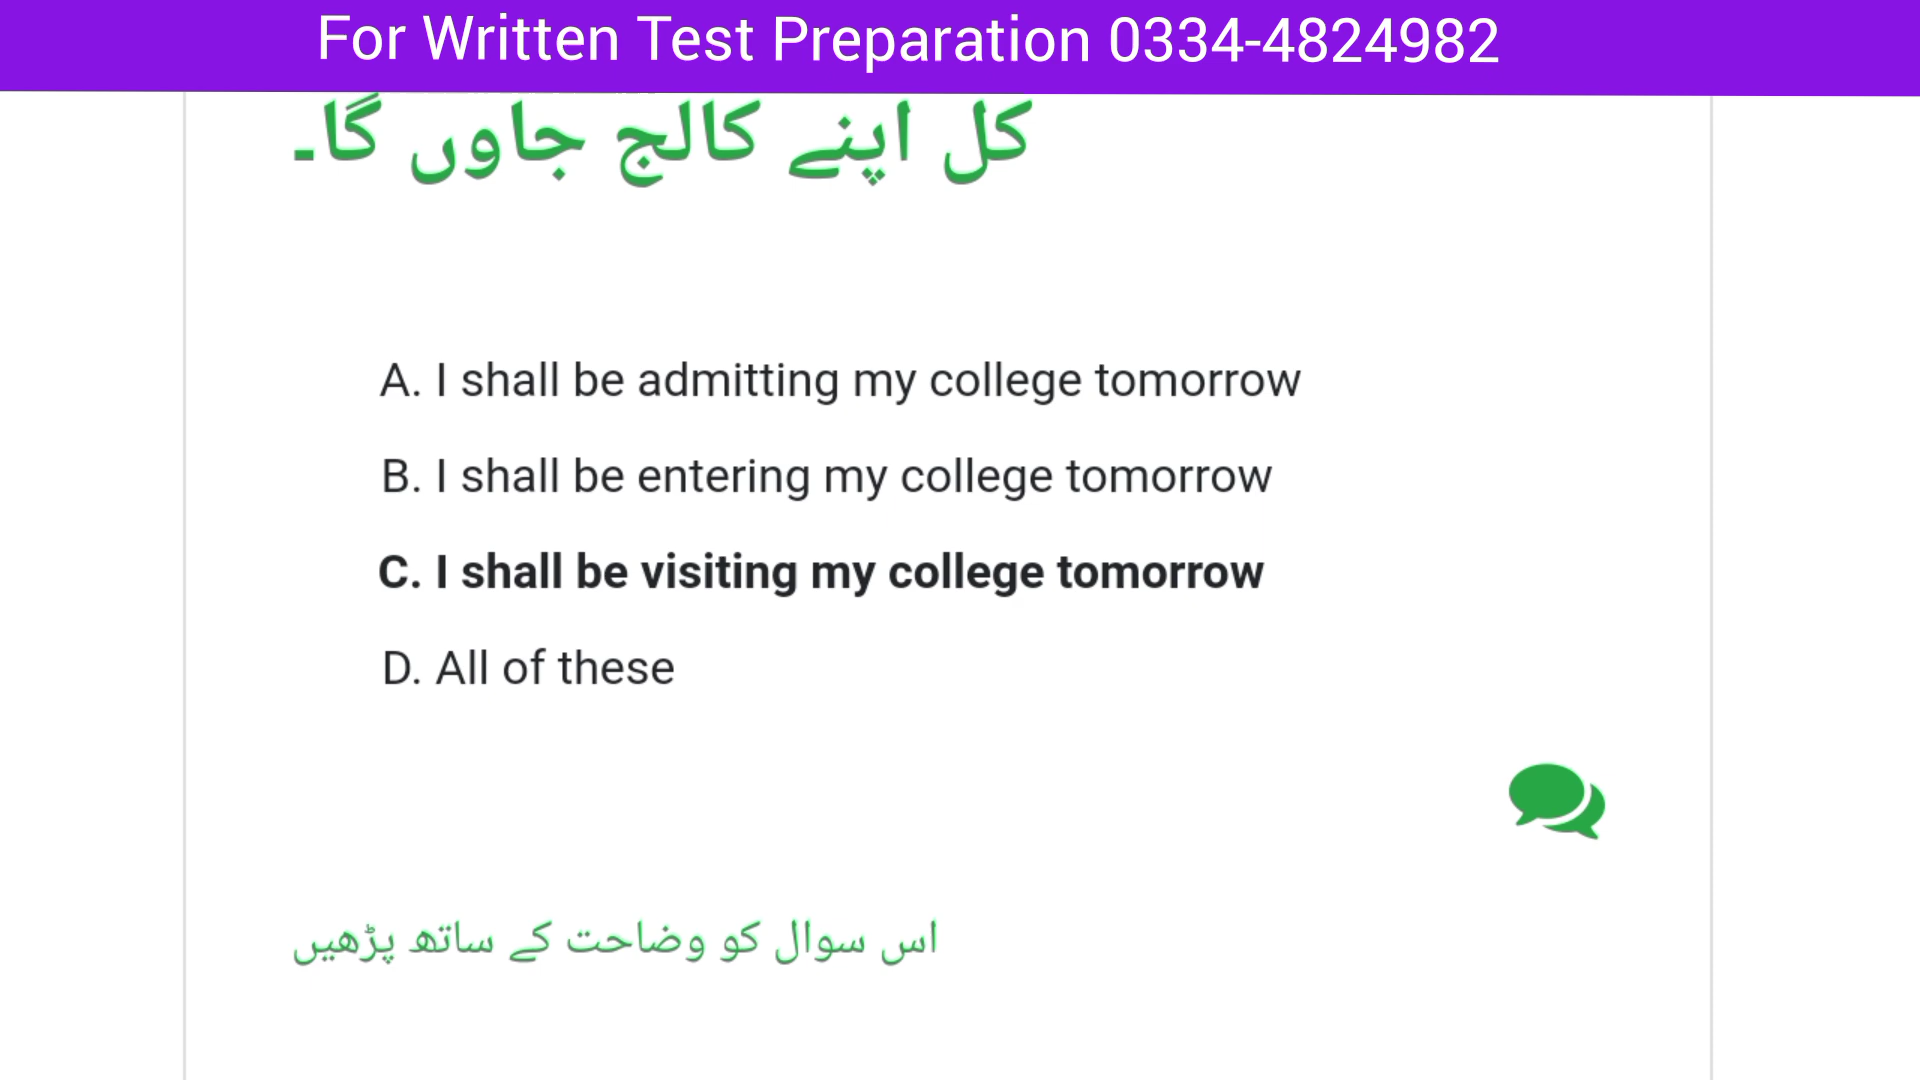 For Written Test Preparation 0334-4824982
کل اپنے کالج جاوں گا۔
A. I shall be admitting my college tomorrow
B. I shall be entering my college tomorrow
C. I shall be visiting my college tomorrow
D. All of these
اس سوال کو وضاحت کے ساتھ پڑھیں